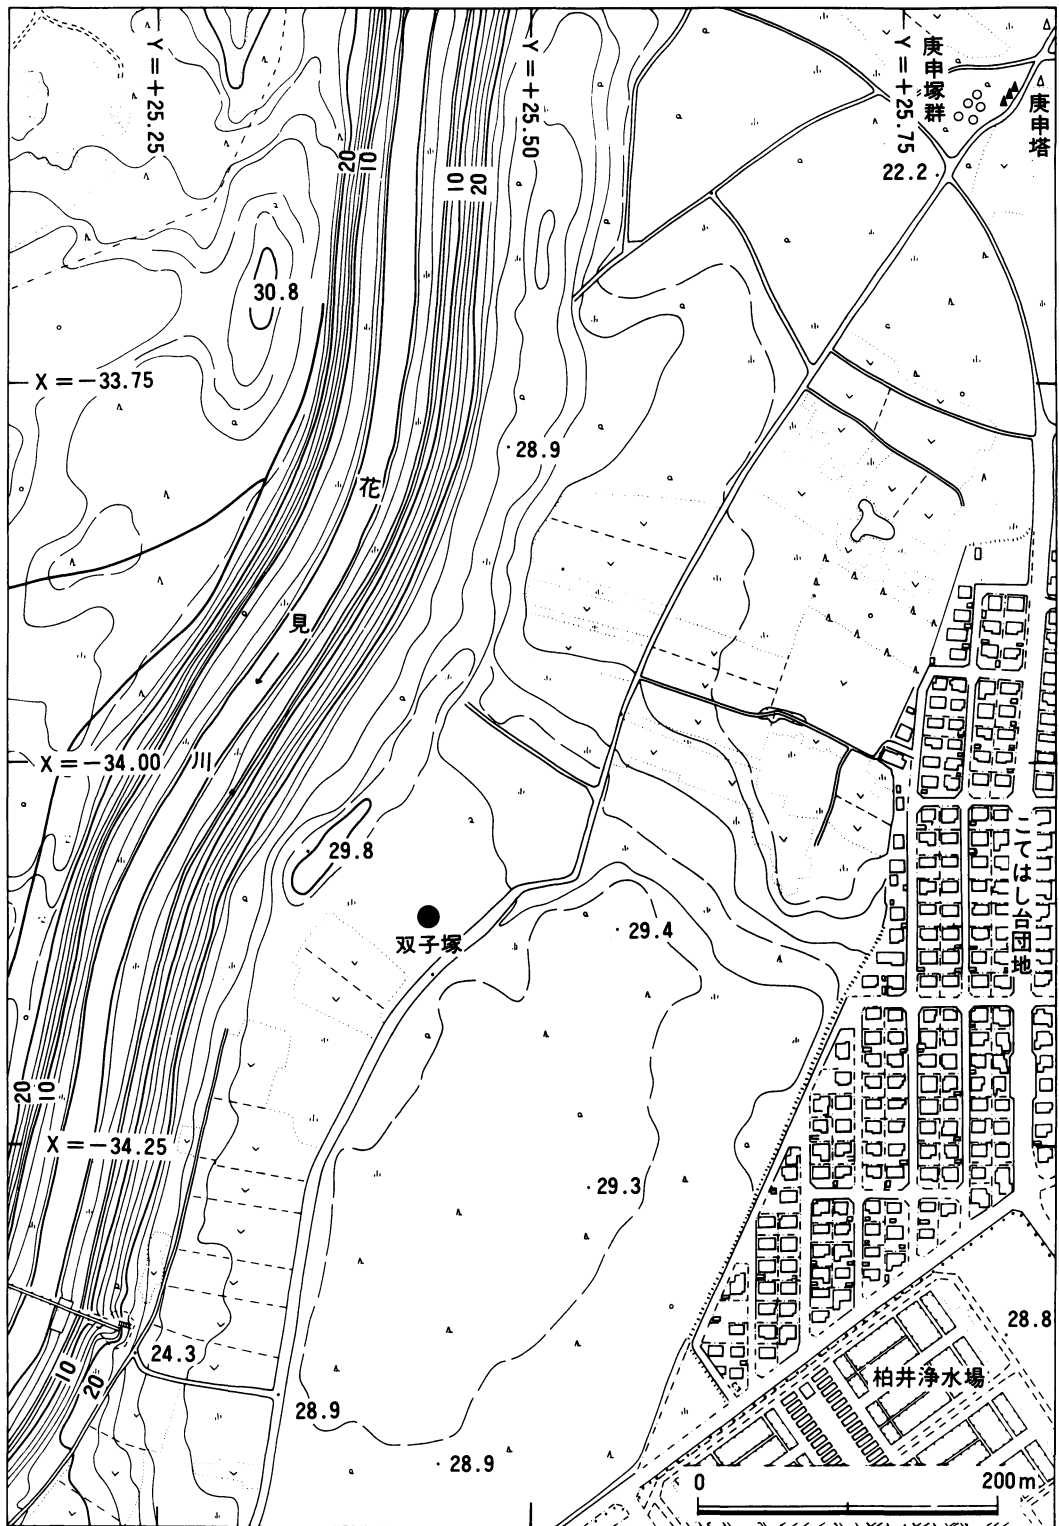 Y=+25.25
Y=+25.50
Y=+25.75
庚申塚群
庚申塔
20
10
10
20
22.2
30.8
X=-33.75
28.9
花
見
川
X=-34.00
29.8
双子塚
29.4
こてはし台団地
20
10
X=-34.25
29.3
24.3
10
20
28.9
28.9
28.8
柏井浄水場
0
200m